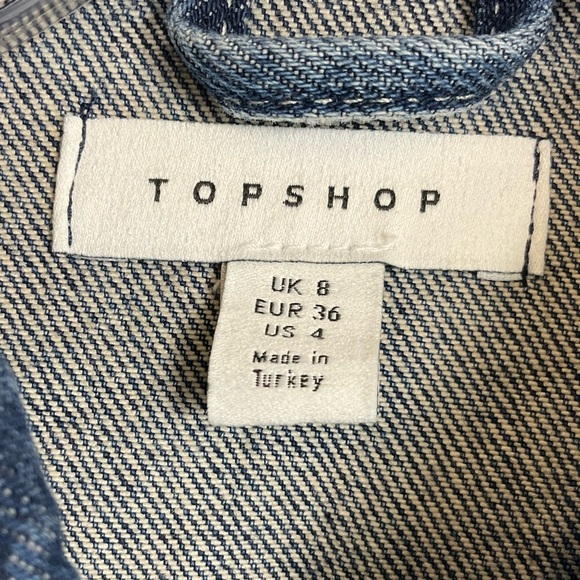 TOPSHOP
UK 8
EUR 36
US 4
Made in
Turkey